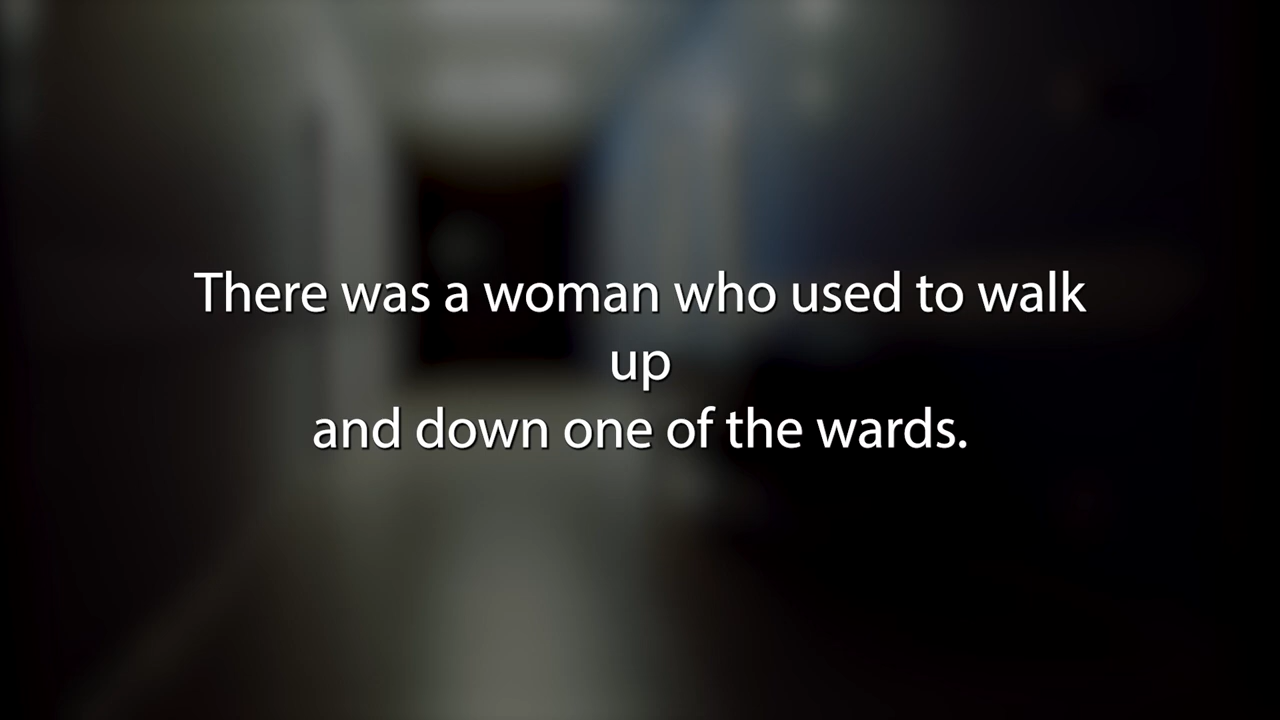 There was a woman who used to walk
up
and down one of the wards.